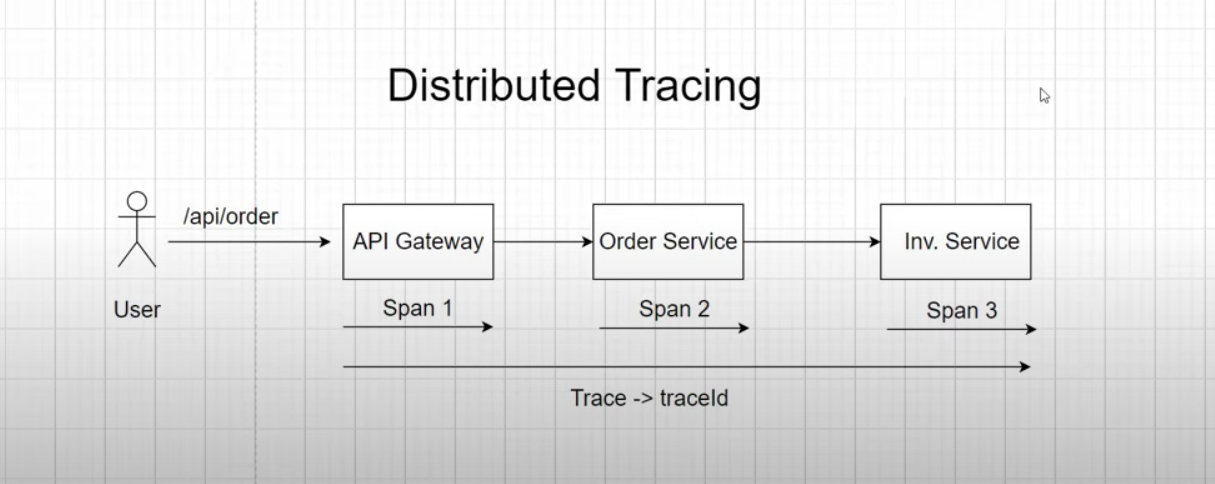 Distributed Tracing
/api/order
API Gateway
Order Service
Inv. Service
User
Span 1
Span 2
Span 3
Trace -> traceId